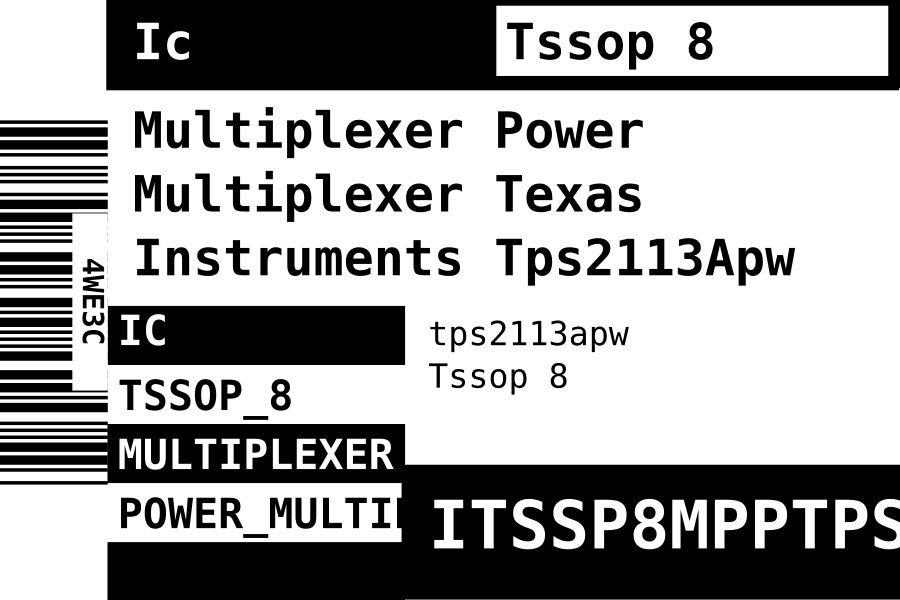 Ic
Tssop 8
Multiplexer Power
Multiplexer Texas
Instruments Tps2113Apw
4WE3C
IC
tps2113apw
Tssop 8
TSSOP_8
MULTIPLEXER
POWER_MULTI
ITSSP8MPPTPS